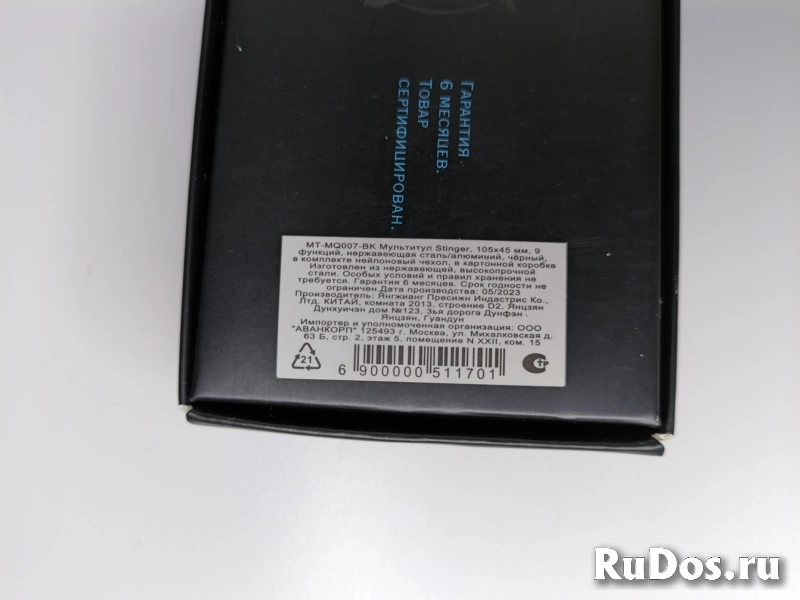 ГАРАНТИЯ
6 МЕСЯЦЕВ.
ТОВАР
СЕРТИФИЦИРОВАН.
MT-MQ007-BK Мультитул Stinger, 105x45 мм, 9
функций, нержавеющая сталь/алюминий, чёрный,
в комплекте нейлоновый чехол, в картонной коробке
Изготовлен из нержавеющей, высокопрочной
стали. Особых условий и правил хранения не
требуется. Гарантия 6 месяцев. Срок годности не
ограничен.Дата производства: 05/2023
Производитель: Янгжианг Пресижн Индастрис Ко.,
Лтд. КИТАЙ, комната 2013, строение D2, Янцзян
Дунхуичэн дом №123, Зья дорога Дунфэн .
Янцзян, Гуандун
Импортер и уполномоченная организация: ООО
"АВАНКОРП" 125493 г. Москва, ул. Михалковская д.
63 Б, стр. 2, этаж 5, помещение N XXII, ком. 15
21
6 900000 511701
RuDos.ru